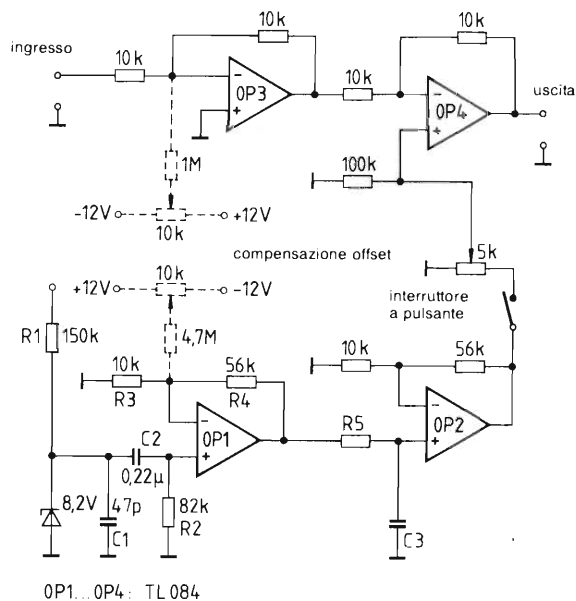 10k
10k
ingresso
10k
10k
uscita
OP3
OP4
100k
1M
-12V
+12V
10k
compensazione offset
5k
10k
+12V
-12V
interruttore
a pulsante
R1
150k
4,7M
10k
56k
10k
56k
R3
R4
C2
OP1
R5
OP2
0,22µ
8,2V
47p
82k
C1
R2
C3
OP1...OP4: TL 084